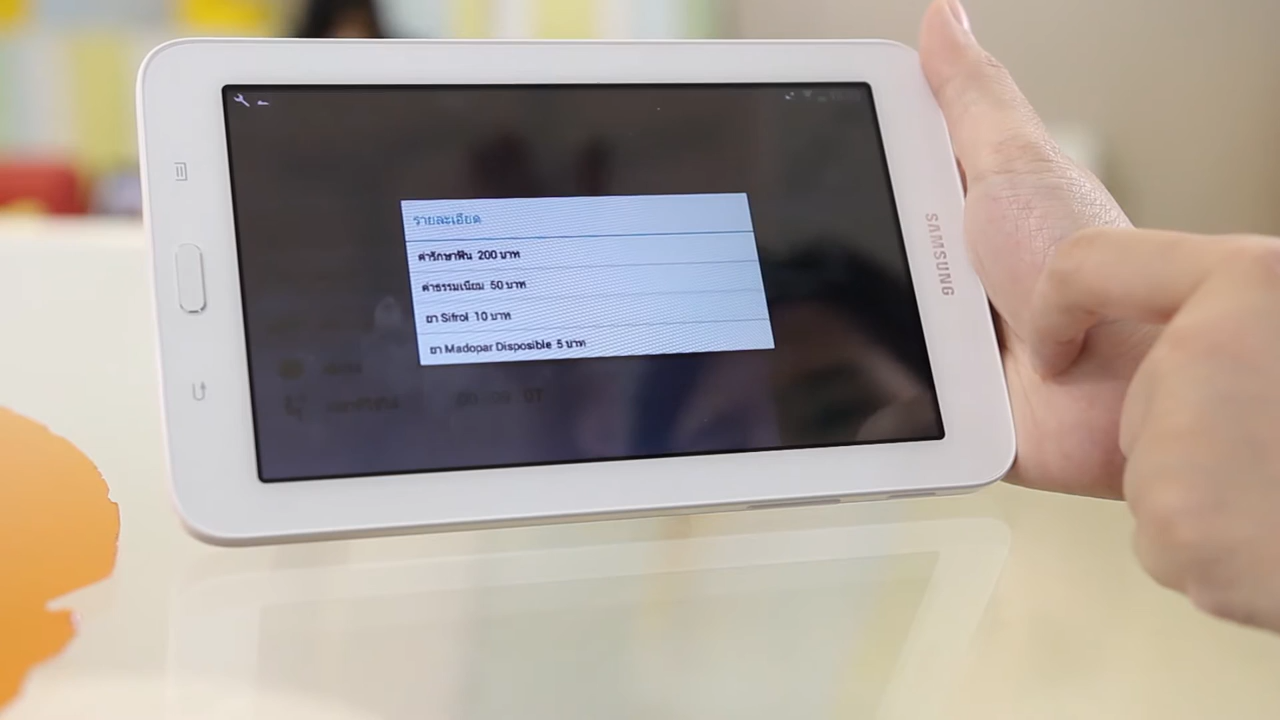 รายละเอียด
ค่ารักษาฟัน 200 บาท
ค่าธรรมเนียม 50 บาท
ยา Sifrol 10 บาท
ยา Madopar Disposible 5 บาท
SAMSUNG